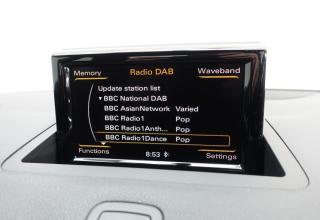 Memory Radio DAB Waveband
Update station list
▾ BBC National DAB
BBC AsianNetwork Varied
BBC Radio1 Pop
BBC Radio1Anth... Pop
BBC Radio1Dance Pop
Functions 8:53 Settings